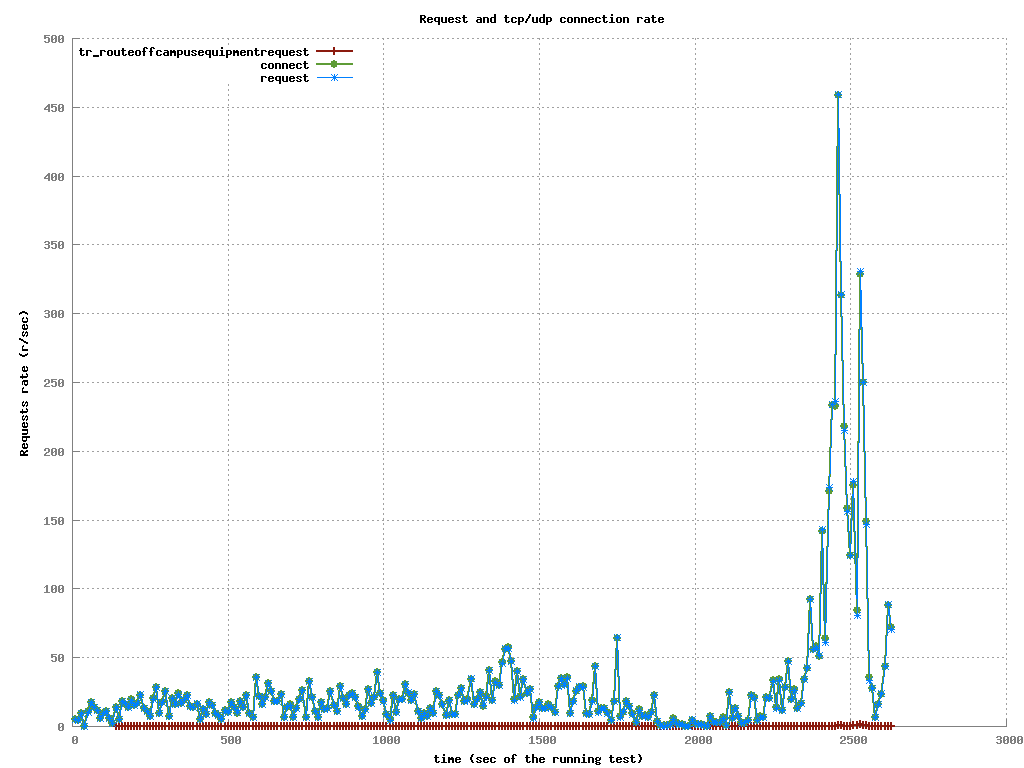 Request and tcp/udp connection rate
tr_routeoffcampusequipmentrequest
connect
request
500
450
400
350
300
250
200
150
100
50
0
Requests rate (r/sec)
0 500 1000 1500 2000 2500 3000
time (sec of the running test)